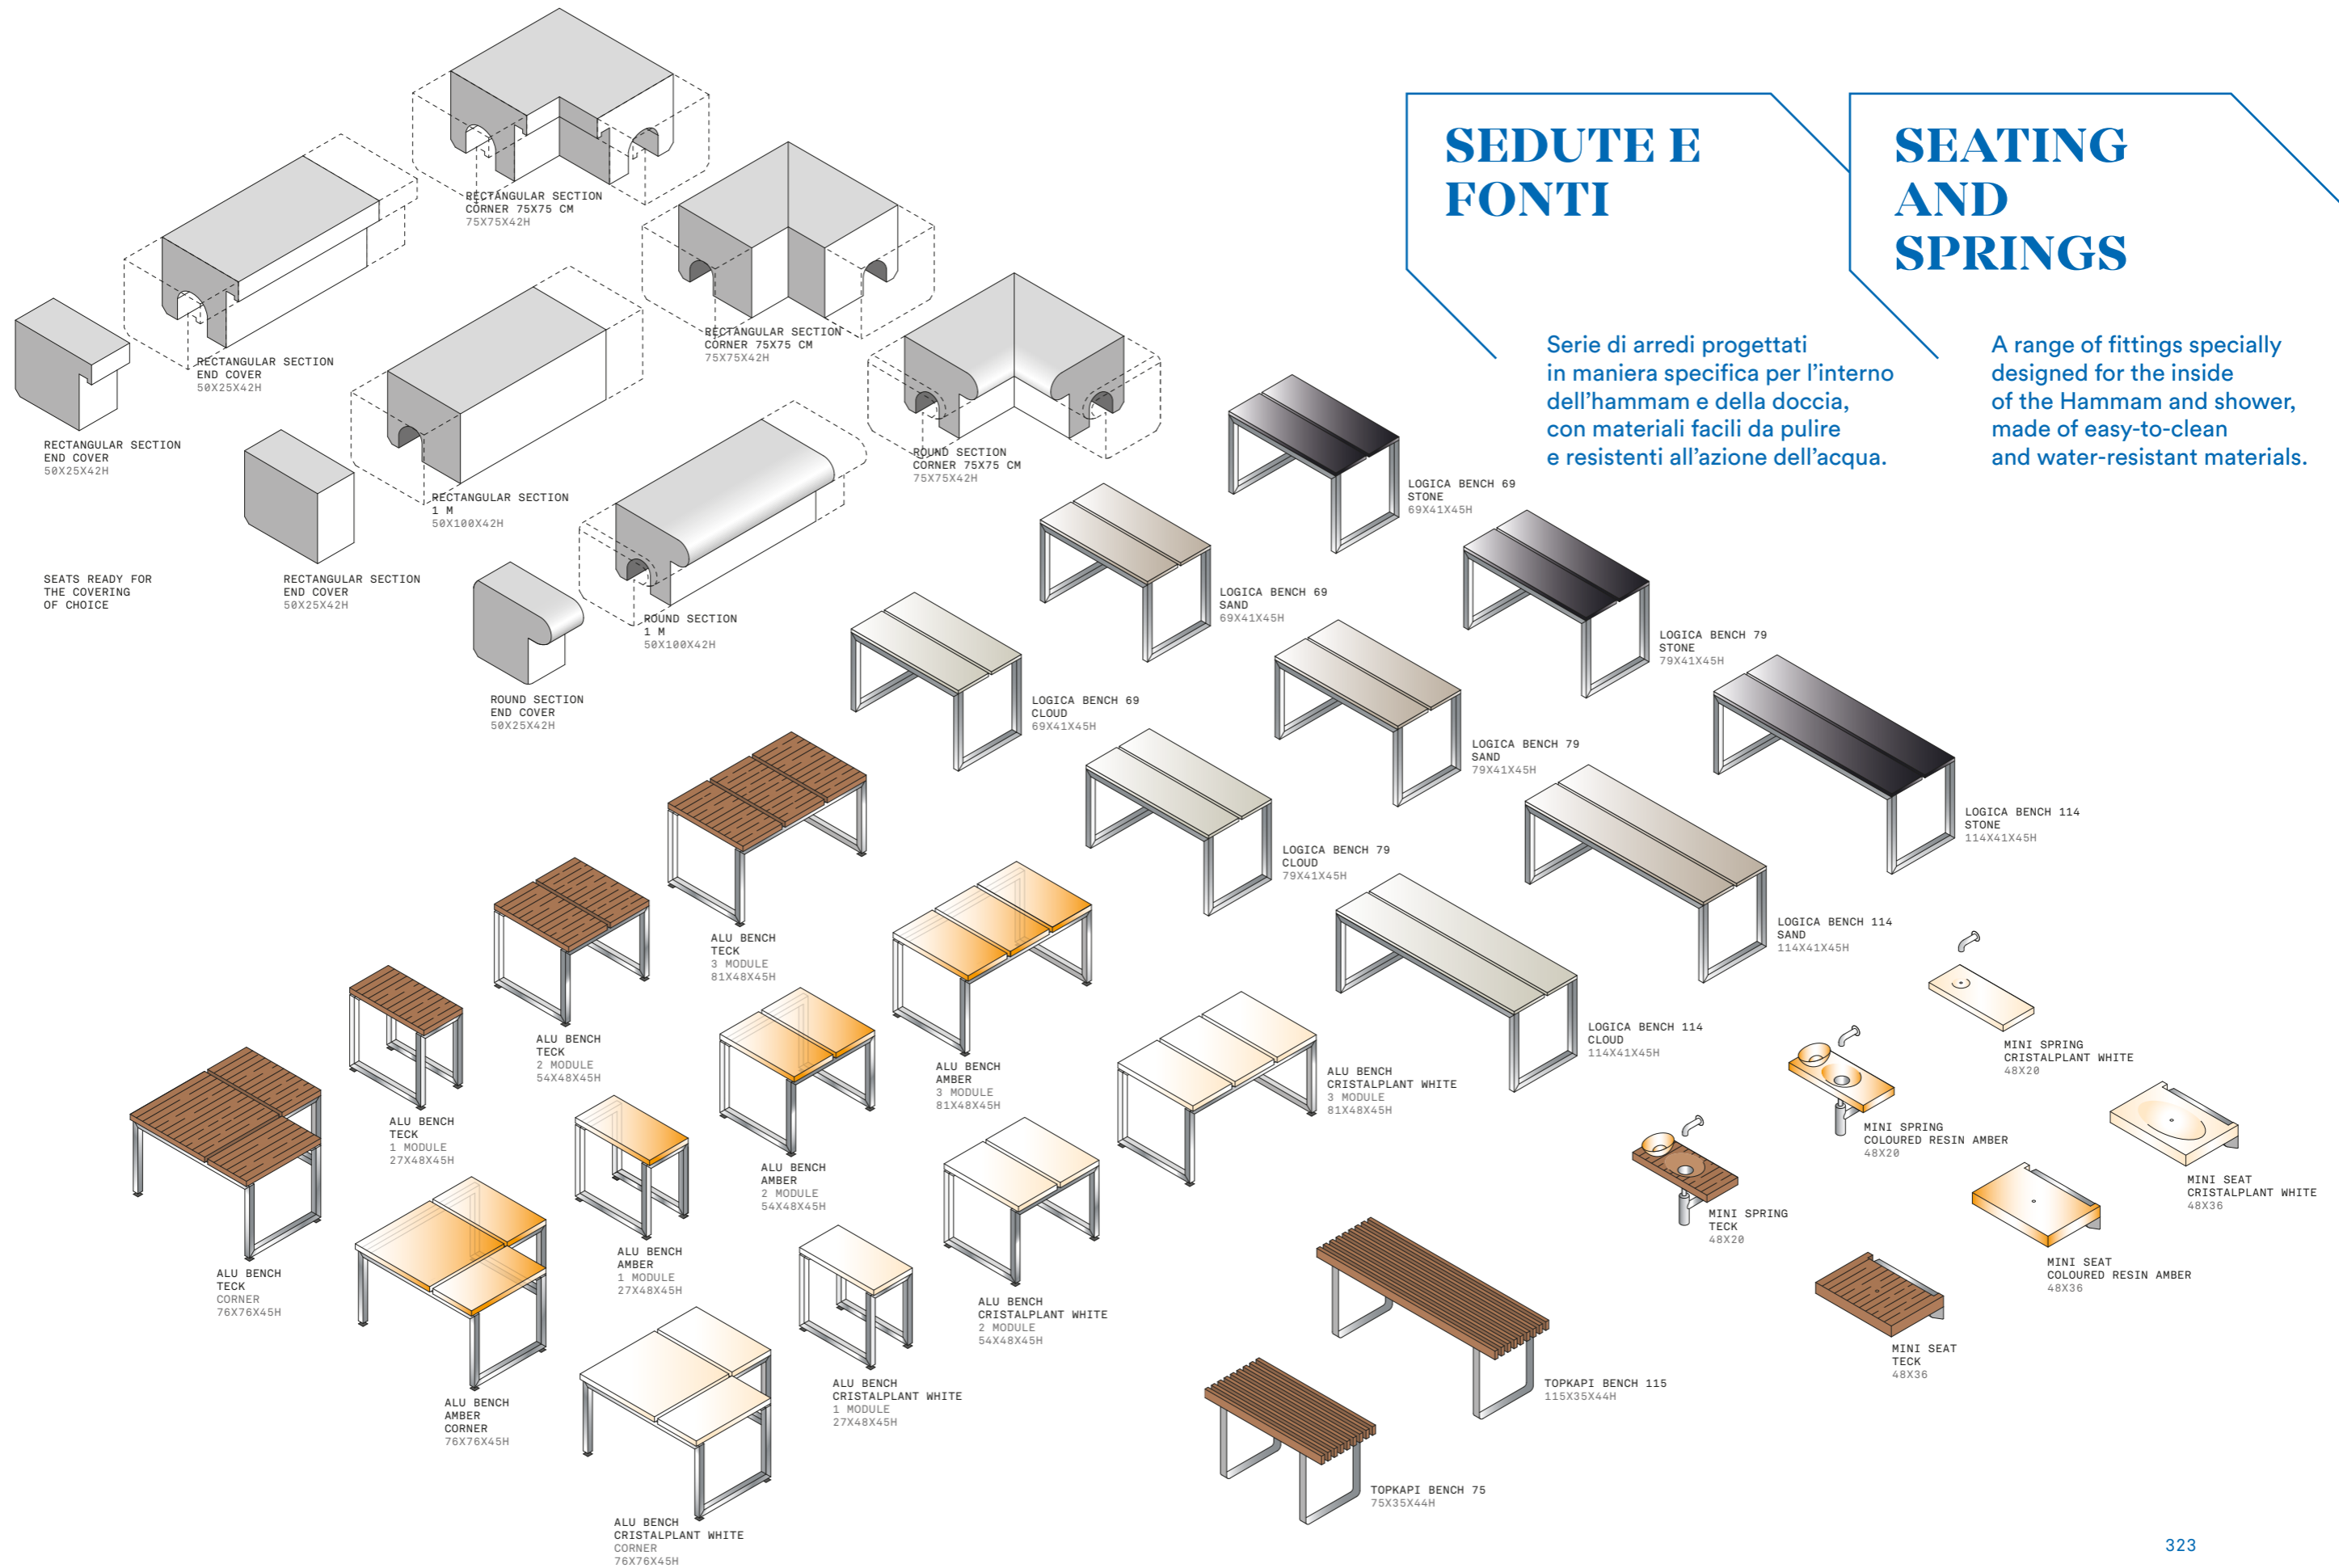 SEDUTE E
FONTI
Serie di arredi progettati
in maniera specifica per l'interno
dell'hammam e della doccia,
con materiali facili da pulire
e resistenti all'azione dell'acqua.
SEATING
AND
SPRINGS
A range of fittings specially
designed for the inside
of the Hammam and shower,
made of easy-to-clean
and water-resistant materials.
RECTANGULAR SECTION
CORNER 75X75 CM
75X75X42H
RECTANGULAR SECTION
END COVER
50X25X42H
RECTANGULAR SECTION
CORNER 75X75 CM
75X75X42H
RECTANGULAR SECTION
END COVER
50X25X42H
RECTANGULAR SECTION
1 M
50X100X42H
ROUND SECTION
CORNER 75X75 CM
75X75X42H
SEATS READY FOR
THE COVERING
OF CHOICE
RECTANGULAR SECTION
END COVER
50X25X42H
ROUND SECTION
1 M
50X100X42H
ROUND SECTION
END COVER
50X25X42H
LOGICA BENCH 69
STONE
69X41X45H
LOGICA BENCH 69
SAND
69X41X45H
LOGICA BENCH 69
CLOUD
69X41X45H
LOGICA BENCH 79
STONE
79X41X45H
LOGICA BENCH 79
SAND
79X41X45H
LOGICA BENCH 79
CLOUD
79X41X45H
LOGICA BENCH 114
STONE
114X41X45H
LOGICA BENCH 114
SAND
114X41X45H
LOGICA BENCH 114
CLOUD
114X41X45H
ALU BENCH
TECK
3 MODULE
81X48X45H
ALU BENCH
TECK
2 MODULE
54X48X45H
ALU BENCH
TECK
1 MODULE
27X48X45H
ALU BENCH
TECK
CORNER
76X76X45H
ALU BENCH
AMBER
3 MODULE
81X48X45H
ALU BENCH
AMBER
2 MODULE
54X48X45H
ALU BENCH
AMBER
1 MODULE
27X48X45H
ALU BENCH
AMBER
CORNER
76X76X45H
ALU BENCH
CRISTALPLANT WHITE
3 MODULE
81X48X45H
ALU BENCH
CRISTALPLANT WHITE
2 MODULE
54X48X45H
ALU BENCH
CRISTALPLANT WHITE
1 MODULE
27X48X45H
ALU BENCH
CRISTALPLANT WHITE
CORNER
76X76X45H
MINI SPRING
CRISTALPLANT WHITE
48X20
MINI SPRING
COLOURED RESIN AMBER
48X20
MINI SPRING
TECK
48X20
MINI SEAT
CRISTALPLANT WHITE
48X36
MINI SEAT
COLOURED RESIN AMBER
48X36
MINI SEAT
TECK
48X36
TOPKAPI BENCH 115
115X35X44H
TOPKAPI BENCH 75
75X35X44H
323